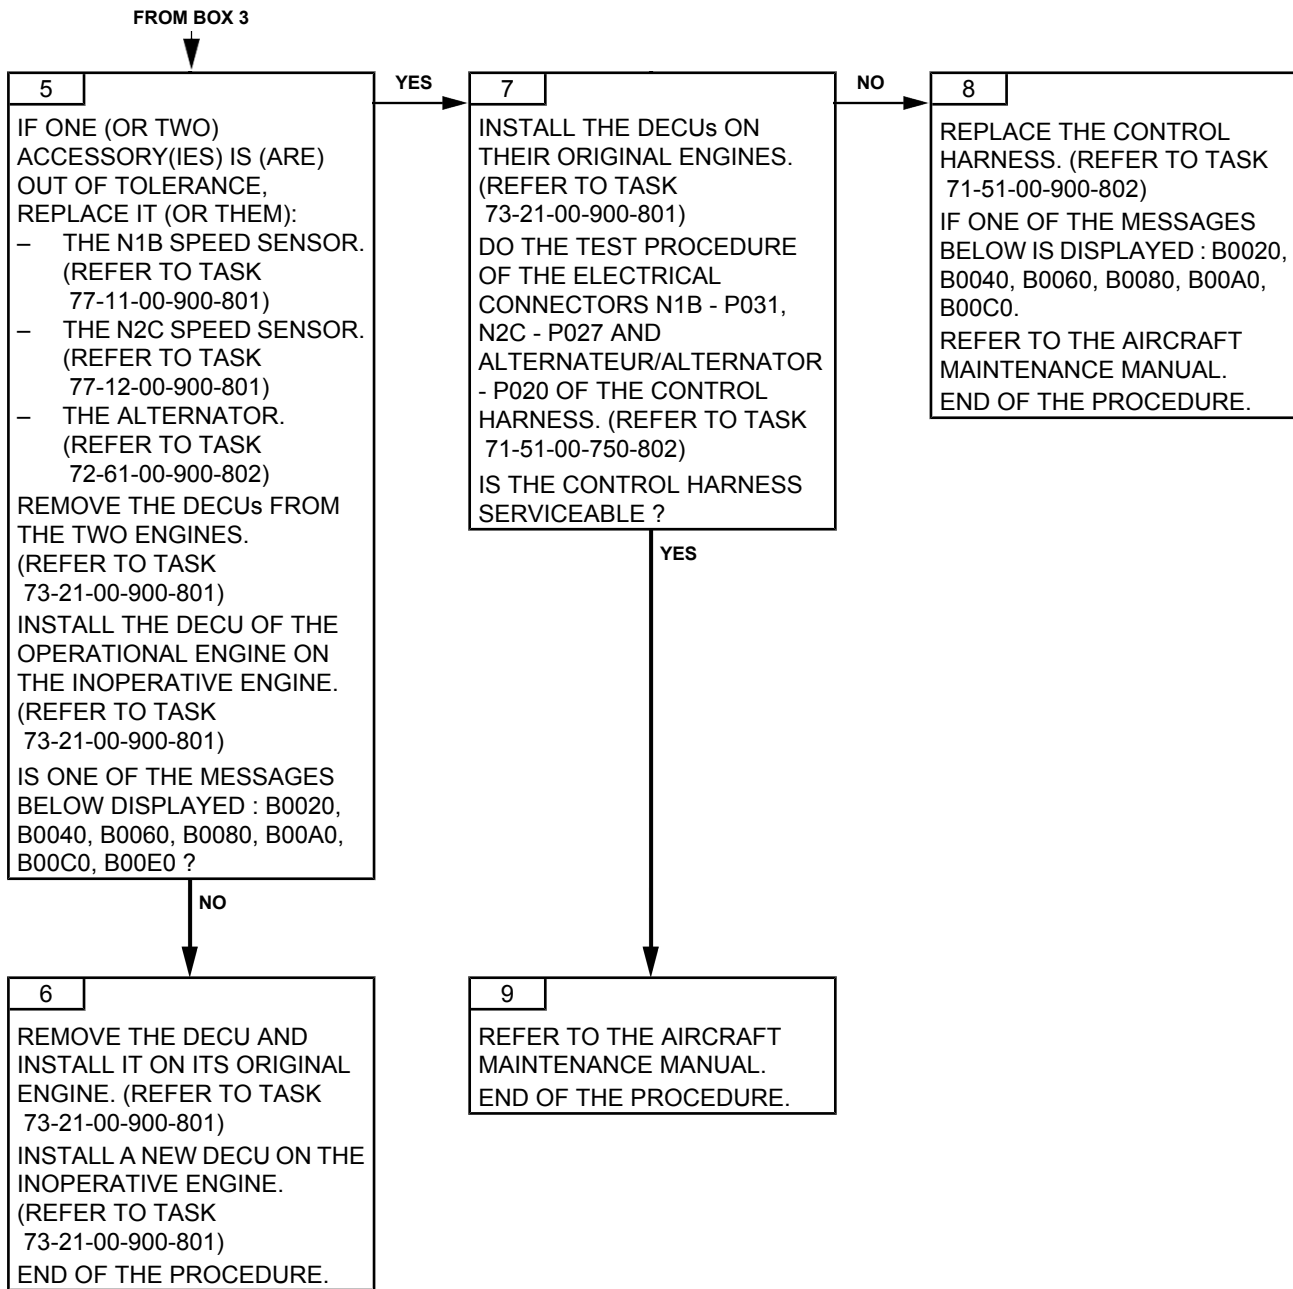 FROM BOX 3
5
IF ONE (OR TWO)
ACCESSORY(IES) IS (ARE)
OUT OF TOLERANCE,
REPLACE IT (OR THEM):
– THE N1B SPEED SENSOR.
(REFER TO TASK
77-11-00-900-801)
– THE N2C SPEED SENSOR.
(REFER TO TASK
77-12-00-900-801)
– THE ALTERNATOR.
(REFER TO TASK
72-61-00-900-802)
REMOVE THE DECUs FROM
THE TWO ENGINES.
(REFER TO TASK
73-21-00-900-801)
INSTALL THE DECU OF THE
OPERATIONAL ENGINE ON
THE INOPERATIVE ENGINE.
(REFER TO TASK
73-21-00-900-801)
IS ONE OF THE MESSAGES
BELOW DISPLAYED : B0020,
B0040, B0060, B0080, B00A0,
B00C0, B00E0 ?
YES
7
INSTALL THE DECUs ON
THEIR ORIGINAL ENGINES.
(REFER TO TASK
73-21-00-900-801)
DO THE TEST PROCEDURE
OF THE ELECTRICAL
CONNECTORS N1B - P031,
N2C - P027 AND
ALTERNATEUR/ALTERNATOR
- P020 OF THE CONTROL
HARNESS. (REFER TO TASK
71-51-00-750-802)
IS THE CONTROL HARNESS
SERVICEABLE ?
NO
8
REPLACE THE CONTROL
HARNESS. (REFER TO TASK
71-51-00-900-802)
IF ONE OF THE MESSAGES
BELOW IS DISPLAYED : B0020,
B0040, B0060, B0080, B00A0,
B00C0.
REFER TO THE AIRCRAFT
MAINTENANCE MANUAL.
END OF THE PROCEDURE.
NO
6
REMOVE THE DECU AND
INSTALL IT ON ITS ORIGINAL
ENGINE. (REFER TO TASK
73-21-00-900-801)
INSTALL A NEW DECU ON THE
INOPERATIVE ENGINE.
(REFER TO TASK
73-21-00-900-801)
END OF THE PROCEDURE.
YES
9
REFER TO THE AIRCRAFT
MAINTENANCE MANUAL.
END OF THE PROCEDURE.